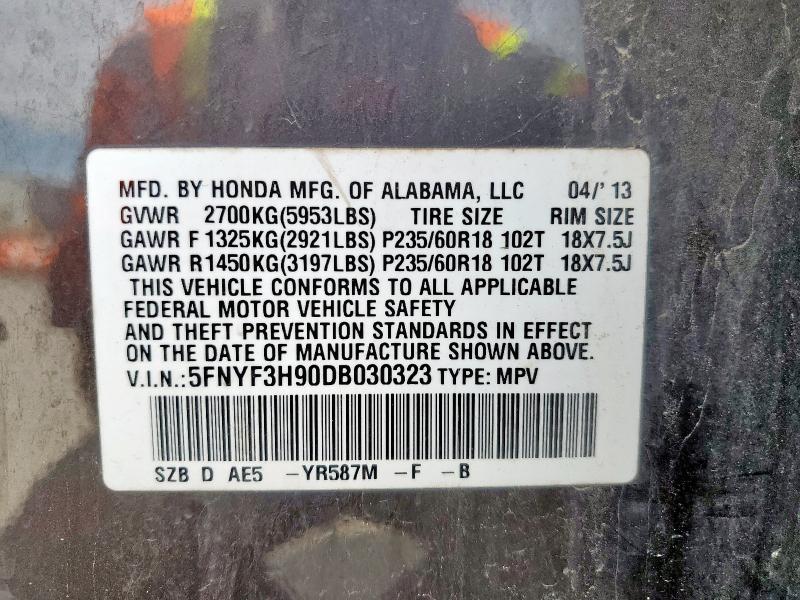 MFD. BY HONDA MFG. OF ALABAMA, LLC 04/'13
GVWR 2700KG(5953LBS) TIRE SIZE RIM SIZE
GAWR F 1325KG(2921LBS) P235/60R18 102T 18X7.5J
GAWR R1450KG(3197LBS) P235/60R18 102T 18X7.5J
THIS VEHICLE CONFORMS TO ALL APPLICABLE
FEDERAL MOTOR VEHICLE SAFETY
AND THEFT PREVENTION STANDARDS IN EFFECT
ON THE DATE OF MANUFACTURE SHOWN ABOVE.
V.I.N.:5FNYF3H90DB030323 TYPE: MPV
SZB D AE5 -YR587M -F -B